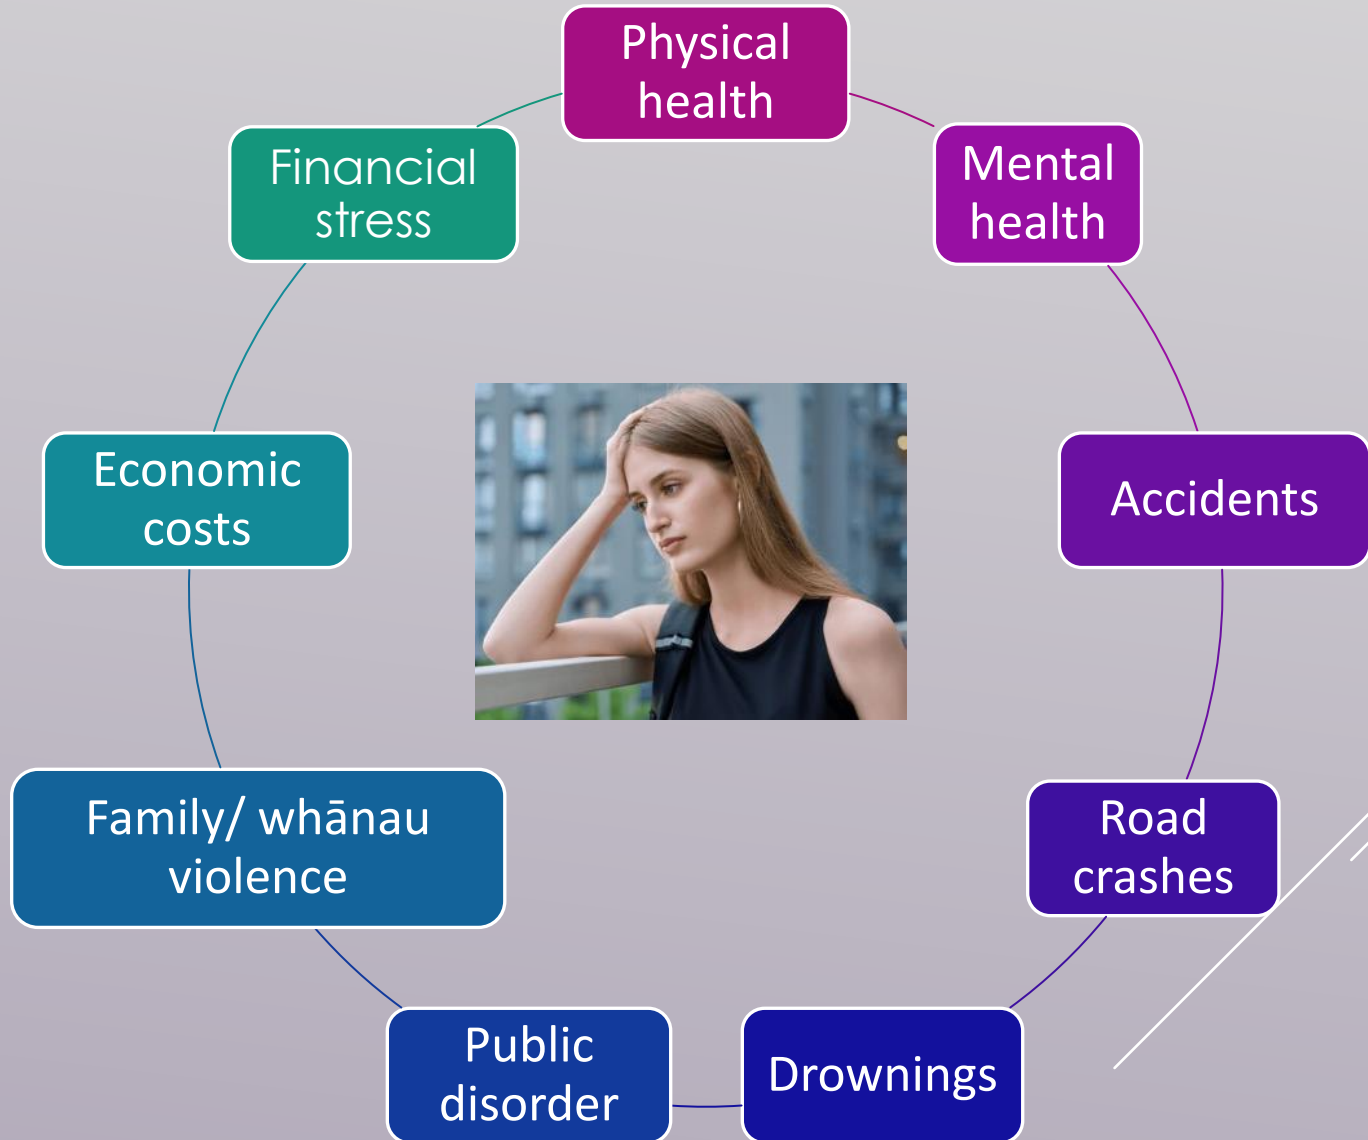 Physical
health
Mental
health
Accidents
Road
crashes
Drownings
Public
disorder
Family/ whānau
violence
Economic
costs
Financial
stress